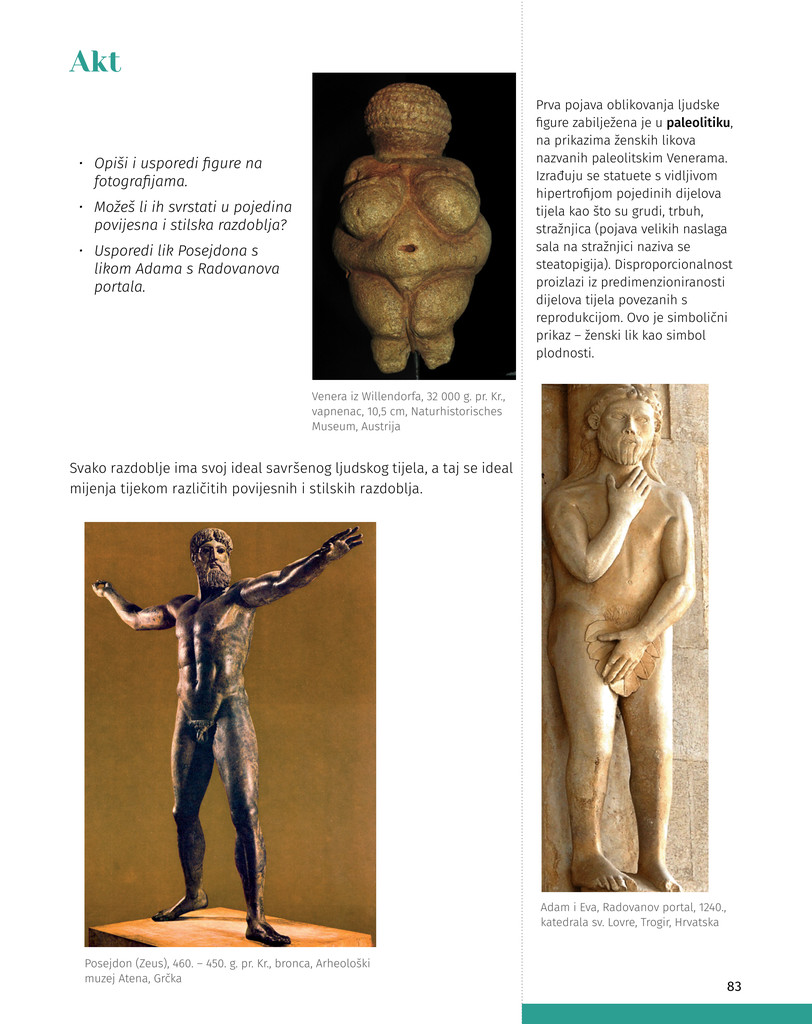 Akt
• Opiši i usporedi figure na
fotografijama.
• Možeš li ih svrstati u pojedina
povijesna i stilska razdoblja?
• Usporedi lik Posejdona s
likom Adama s Radovanova
portala.
Venera iz Willendorfa, 32 000 g. pr. Kr.,
vapnenac, 10,5 cm, Naturhistorisches
Museum, Austrija
Svako razdoblje ima svoj ideal savršenog ljudskog tijela, a taj se ideal
mijenja tijekom različitih povijesnih i stilskih razdoblja.
Posejdon (Zeus), 460. – 450. g. pr. Kr., bronca, Arheološki
muzej Atena, Grčka
Prva pojava oblikovanja ljudske
figure zabilježena je u paleolitiku,
na prikazima ženskih likova
nazvanih paleolitskim Venerama.
Izrađuju se statuete s vidljivom
hipertrofijom pojedinih dijelova
tijela kao što su grudi, trbuh,
stražnjica (pojava velikih naslaga
sala na stražnjici naziva se
steatopigija). Disproporcionalnost
proizlazi iz predimenzioniranosti
dijelova tijela povezanih s
reprodukcijom. Ovo je simbolični
prikaz – ženski lik kao simbol
plodnosti.
Adam i Eva, Radovanov portal, 1240.,
katedrala sv. Lovre, Trogir, Hrvatska
83